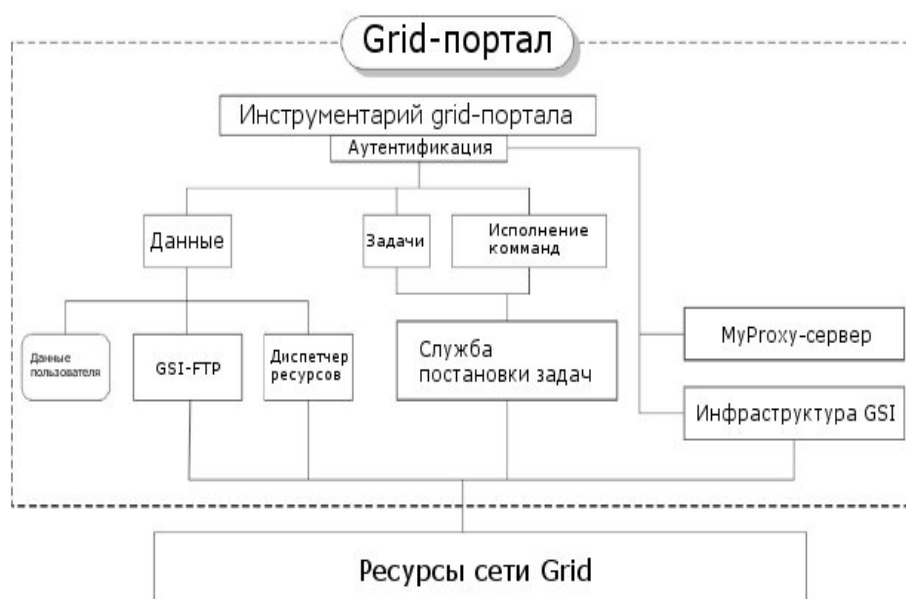 Grid-портал
Инструментарий grid-портала
Аутентификация
Данные
Задачи
Исполнение
комманд
Данные
пользователя
GSI-FTP
Диспетчер
ресурсов
Служба
постановки задач
MyProxy-сервер
Инфраструктура GSI
Ресурсы сети Grid